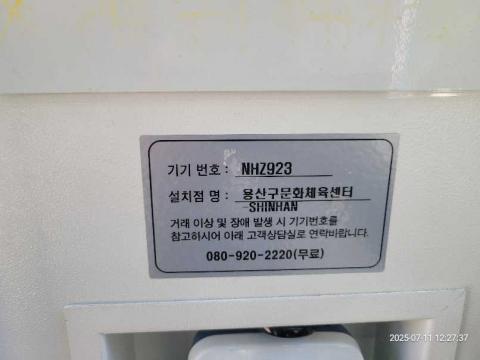 기기 번호 : NHZ923
설치점 명 : 용산구문화체육센터
-SHINHAN
거래 이상 및 장애 발생 시 기기번호를
참고하시어 아래 고객상담실로 연락바랍니다.
080-920-2220(무료)
2025-07-11 12:27:37